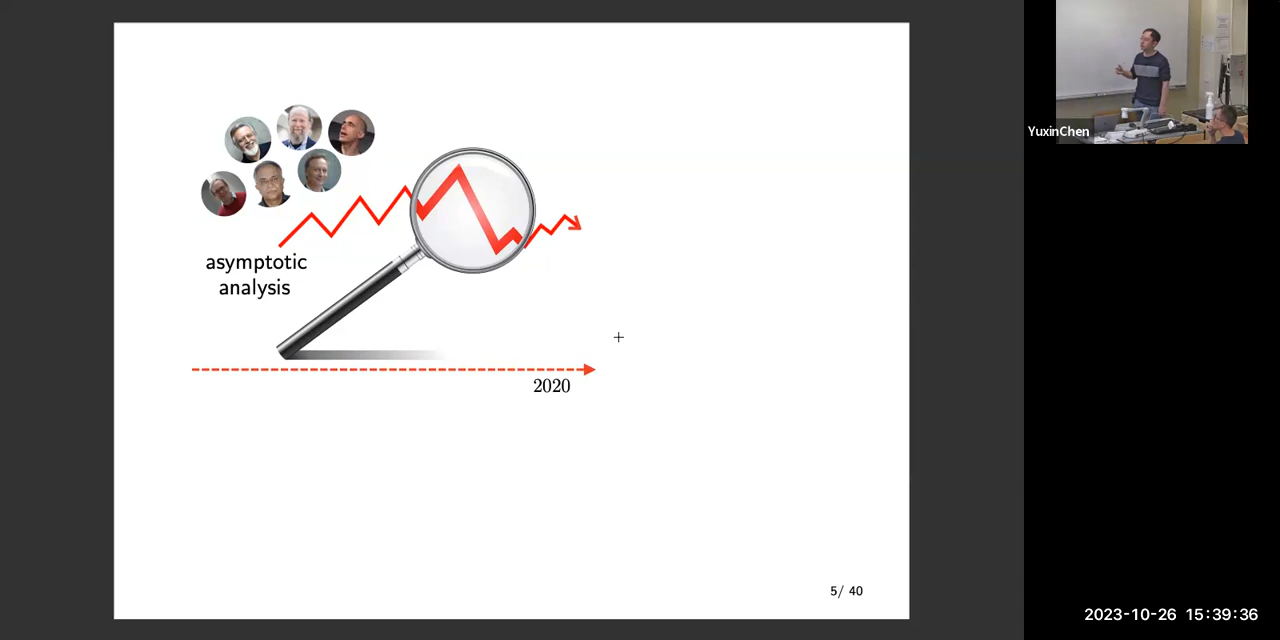 YuxinChen
asymptotic
analysis
2020
5/ 40
2023-10-26 15:39:36